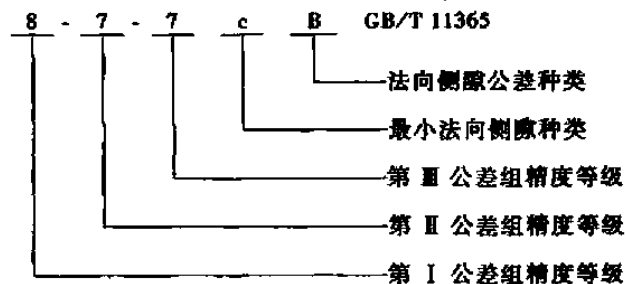 8 - 7 - 7 c B GB/T 11365
法向侧隙公差种类
最小法向侧隙种类
第 Ⅲ 公差组精度等级
第 Ⅱ 公差组精度等级
第 Ⅰ 公差组精度等级